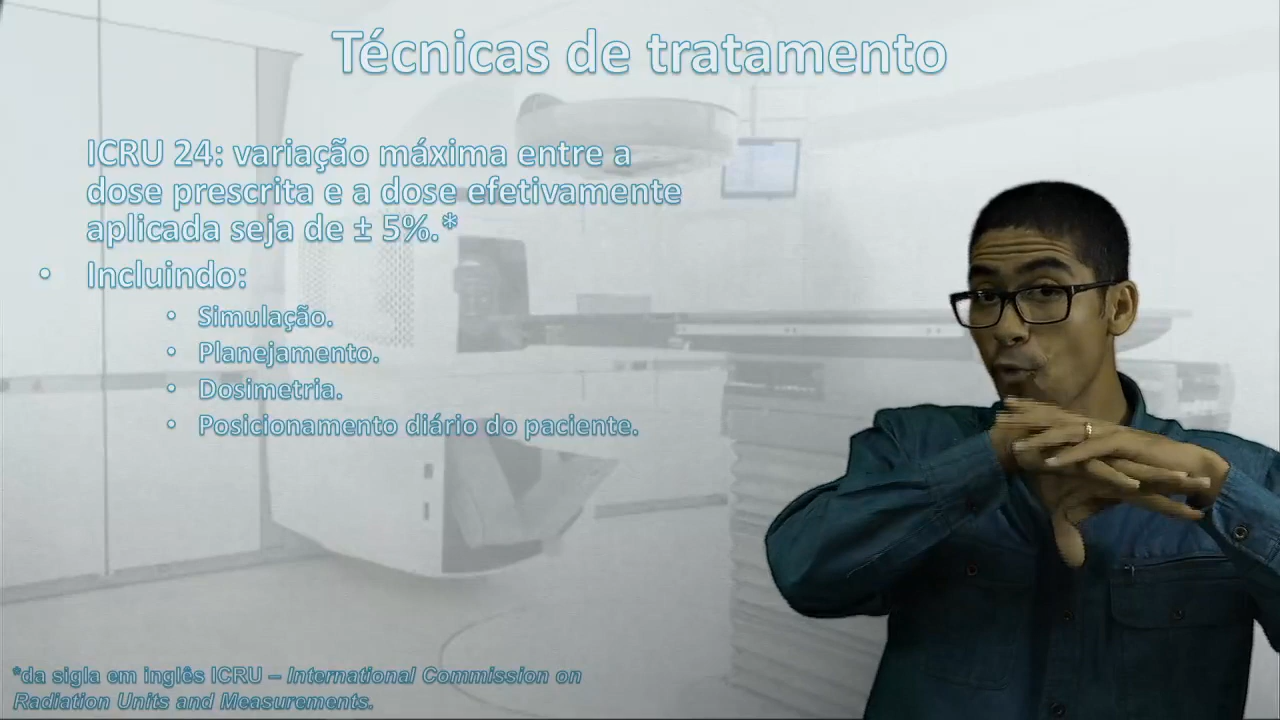 Técnicas de tratamento
ICRU 24: variação máxima entre a
dose prescrita e a dose efetivamente
aplicada seja de ± 5%.*
• Incluindo:
• Simulação.
• Planejamento.
• Dosimetria.
• Posicionamento diário do paciente.
*da sigla em inglês ICRU – International Commission on
Radiation Units and Measurements.